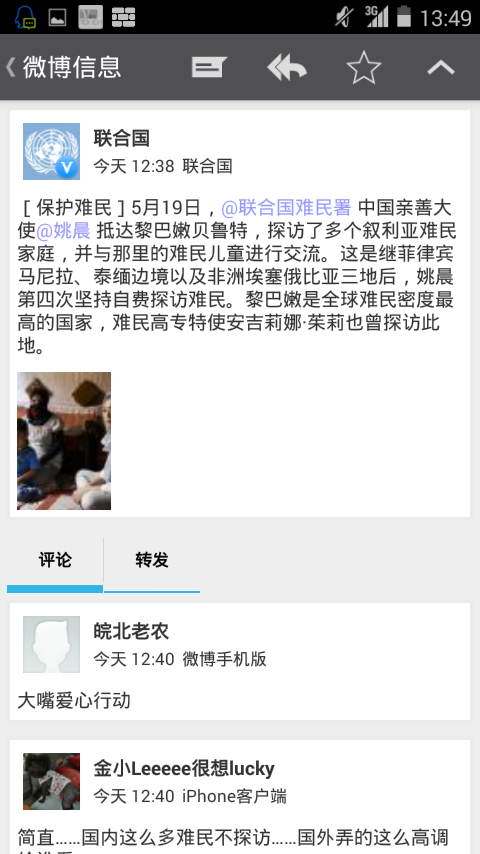 3G 13:49
微博信息
联合国
今天 12:38 联合国
[ 保护难民 ] 5月19日，@联合国难民署 中国亲善大
使@姚晨 抵达黎巴嫩贝鲁特，探访了多个叙利亚难民
家庭，并与那里的难民儿童进行交流。这是继菲律宾
马尼拉、泰缅边境以及非洲埃塞俄比亚三地后，姚晨
第四次坚持自费探访难民。黎巴嫩是全球难民密度最
高的国家，难民高专特使安吉莉娜·茱莉也曾探访此
地。
评论 转发
皖北老农
今天 12:40 微博手机版
大嘴爱心行动
金小Leeeee很想lucky
今天 12:40 iPhone客户端
简直……国内这么多难民不探访……国外弄的这么高调